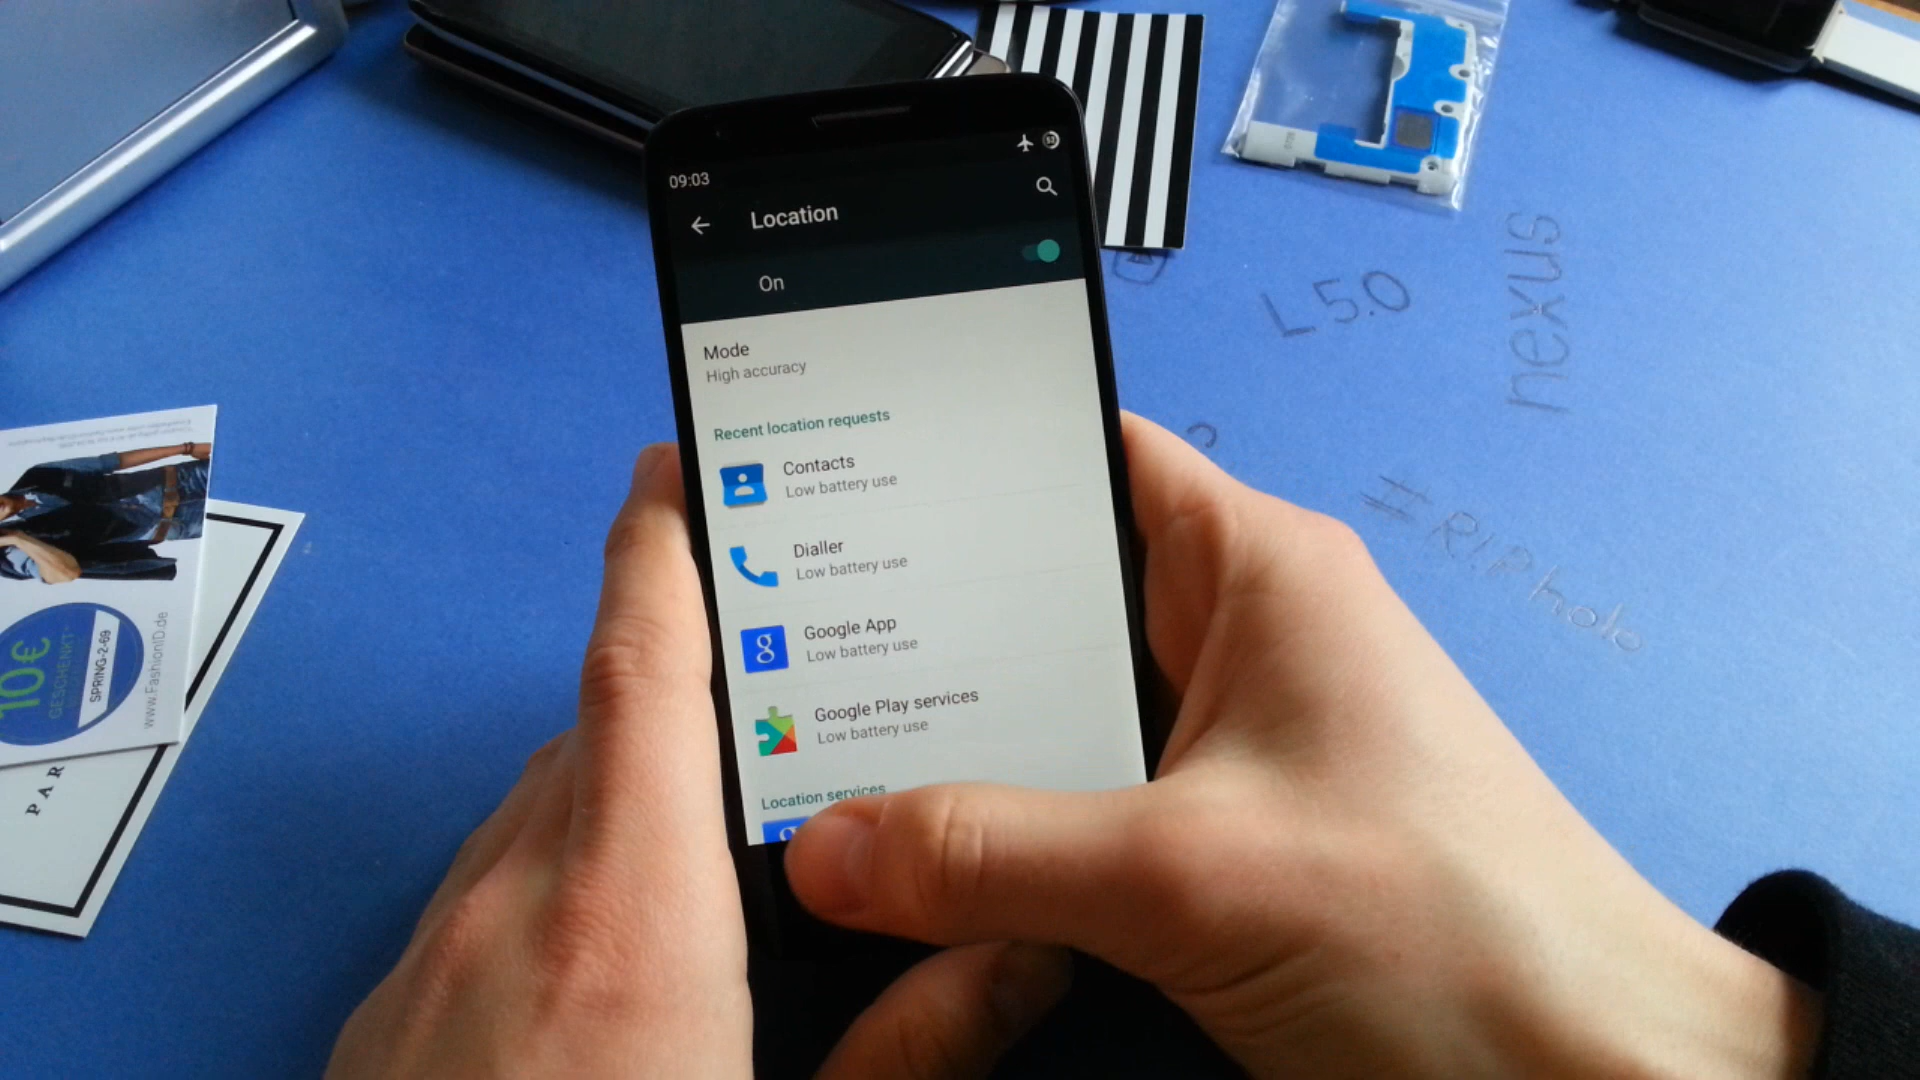 09:03
Location
On
Mode
High accuracy
Recent location requests
Contacts
Low battery use
Dialler
Low battery use
Google App
Low battery use
Google Play services
Low battery use
Location services
L 5.0
nexus
10€
GESCHENKT*
SPRING-2-69
www.FashionID.de
PAR